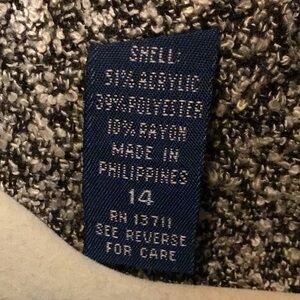 SHELL:
51% ACRYLIC
39% POLYESTER
10% RAYON
MADE IN
PHILIPPINES
14
RN 13711
SEE REVERSE
FOR CARE